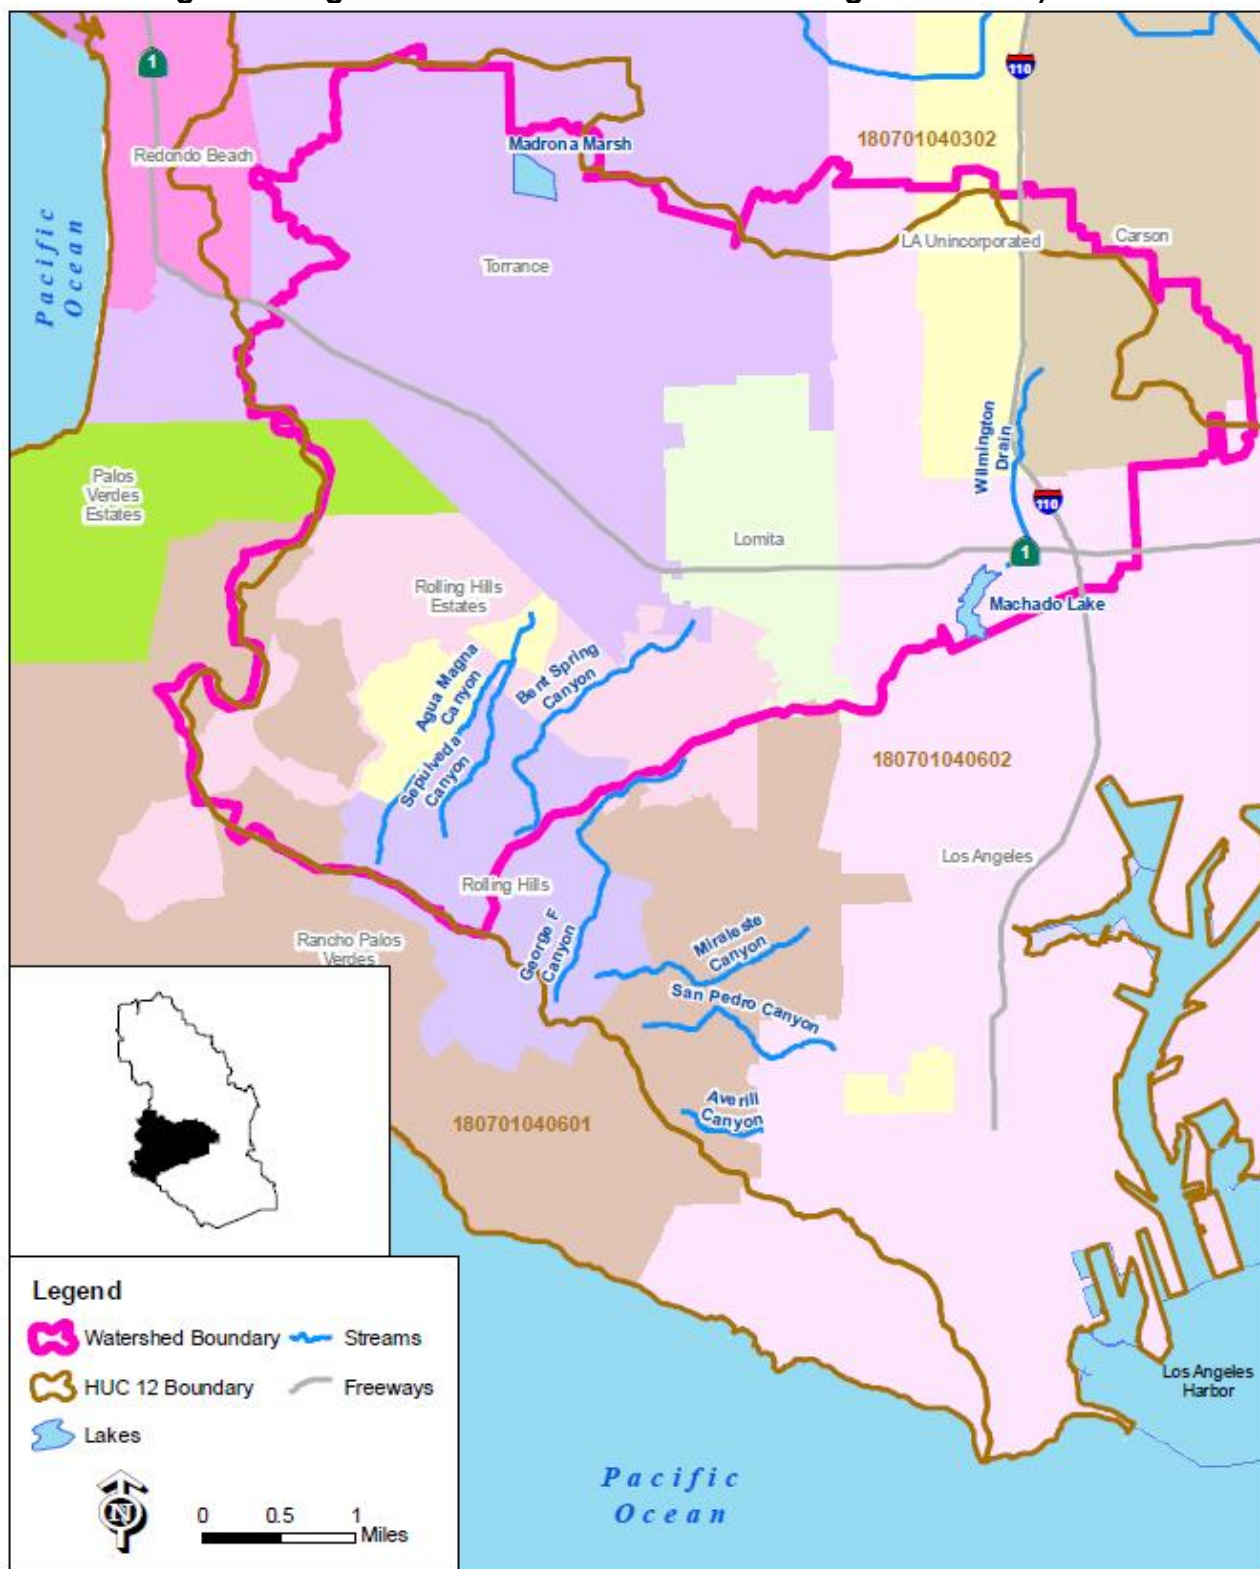 1
110
180701040302
Madrona Marsh
Redondo Beach
Pacific
Ocean
LA Unincorporated
Carson
Torrance
Wilmington
Drain
Palos
Verdes
Estates
110
Lomita
1
Rolling Hills
Estates
Machado Lake
Agua Magna
Canyon
Bent Spring
Canyon
Sepulveda
Canyon
180701040602
Los Angeles
Rolling Hills
George F
Canyon
Miraleste
Canyon
Rancho Palos
Verdes
San Pedro Canyon
Averill
Canyon
180701040601
Legend
Watershed Boundary
Streams
HUC 12 Boundary
Freeways
Lakes
Los Angeles
Harbor
N
0 0.5 1
Miles
Pacific
Ocean